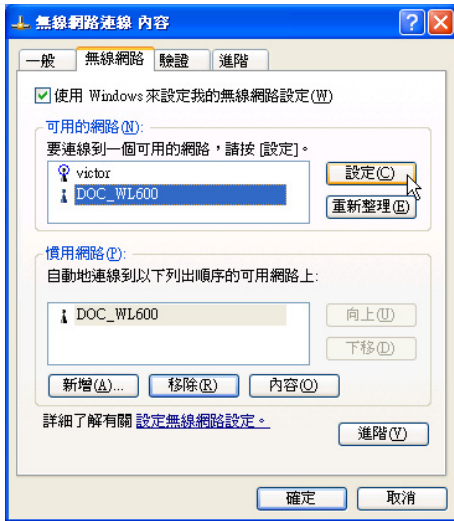 無線網路連線 內容
一般 無線網路 驗證 進階
使用 Windows 來設定我的無線網路設定(W)
可用的網路(N):
要連線到一個可用的網路，請按 [設定]。
victor
設定(C)
DOC_WL600
重新整理(E)
慣用網路(P):
自動地連線到以下列出順序的可用網路上:
DOC_WL600
向上(U)
下移(D)
新增(A)... 移除(R) 內容(O)
詳細了解有關 設定無線網路設定。
進階(V)
確定 取消